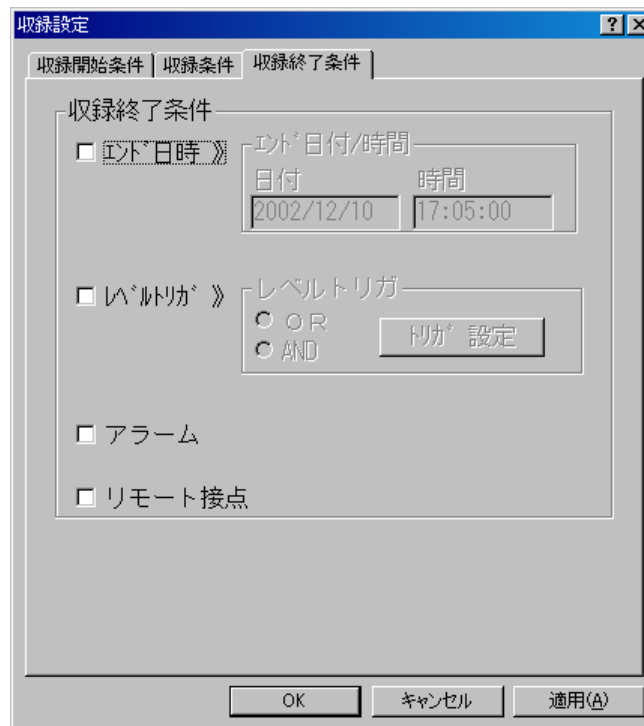 収録設定
収録開始条件 収録条件 収録終了条件
収録終了条件
ｴﾝﾄﾞ日時 》 ｴﾝﾄﾞ日付/時間
日付 時間
2002/12/10 17:05:00
ﾚﾍﾞﾙﾄﾘｶﾞ 》 レベルトリガ
ＯＲ
AND ﾄﾘｶﾞ 設定
アラーム
リモート接点
OK キャンセル 適用(A)